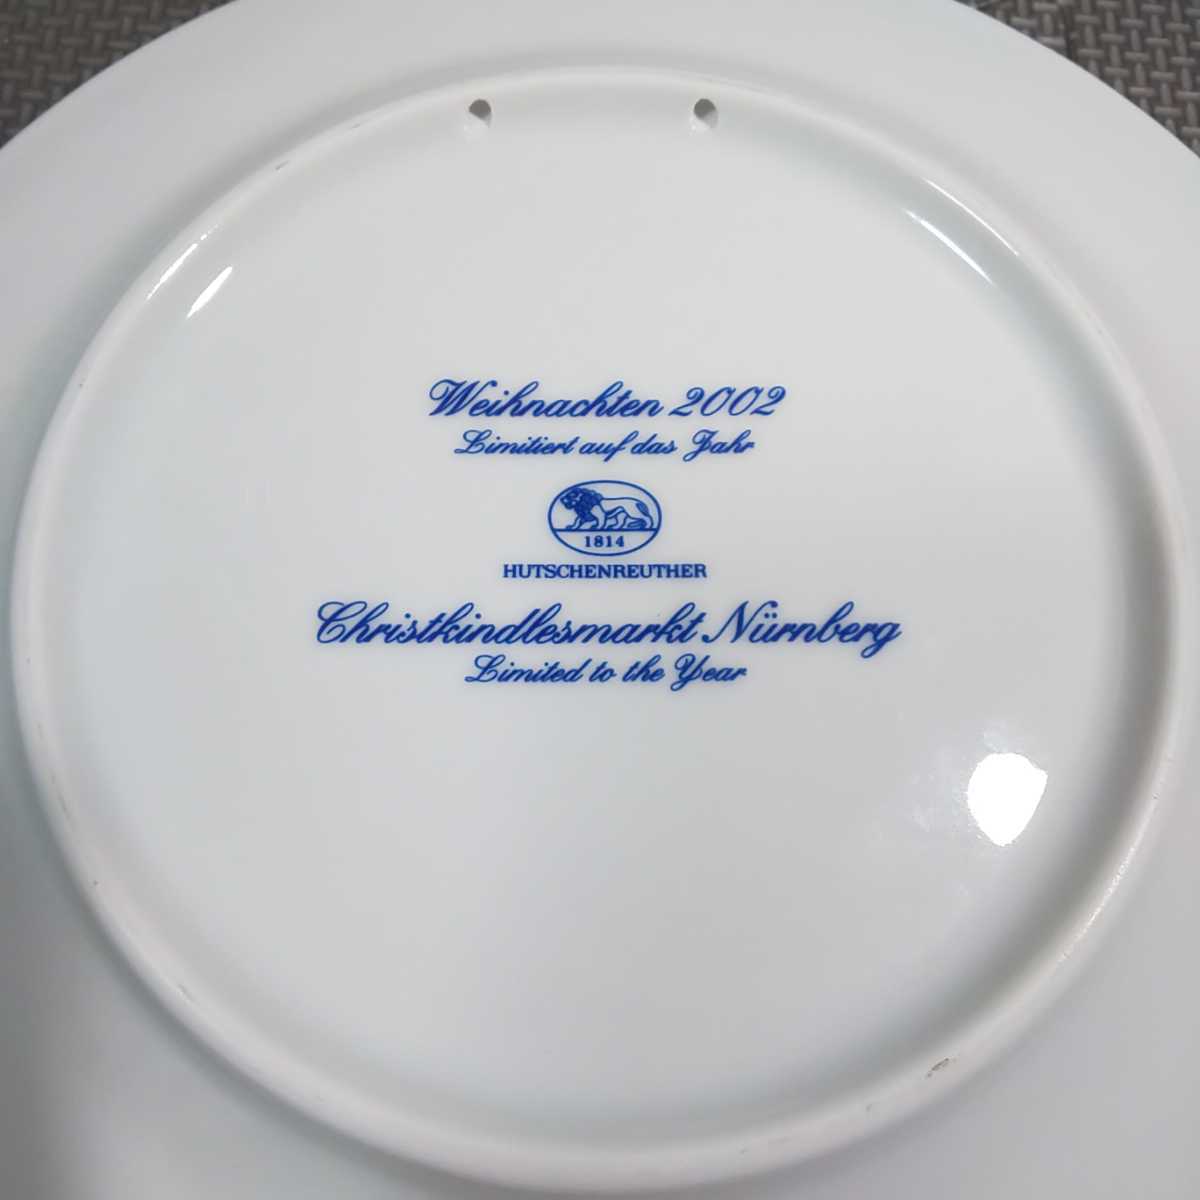 Weihnachten 2002
Limitiert auf das Jahr
1814
HUTSCHENREUTHER
Christkindlesmarkt Nürnberg
Limited to the Year